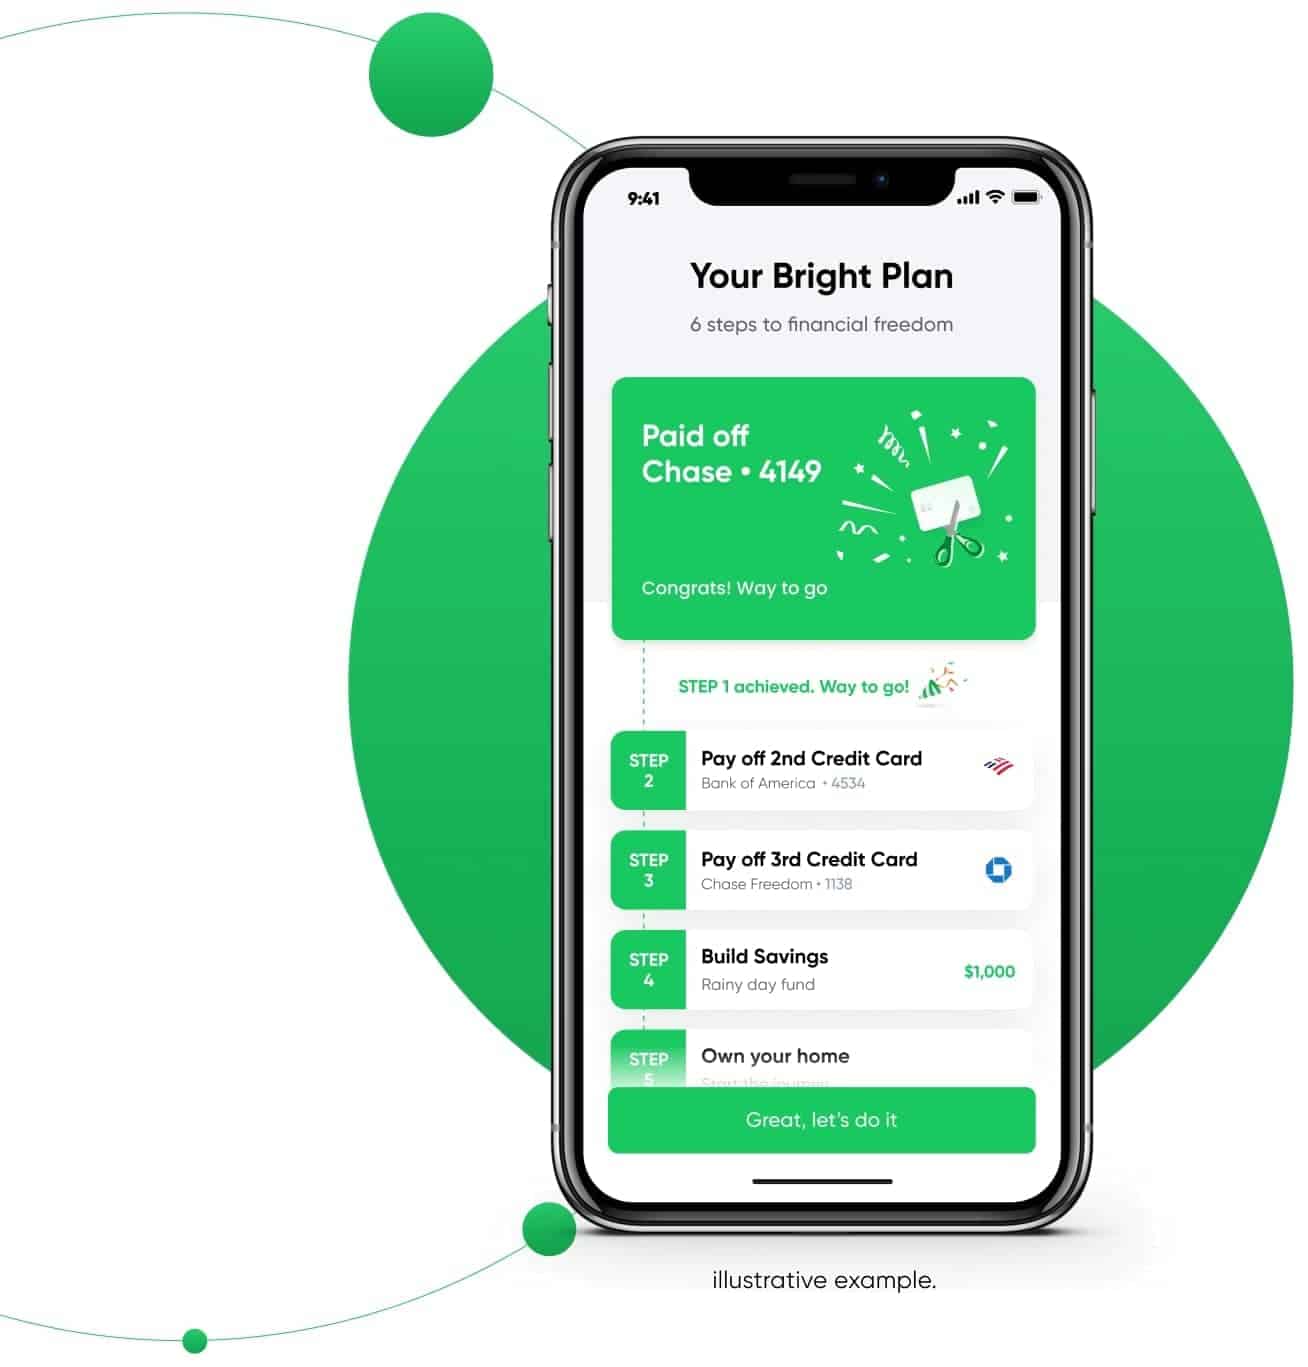 9:41
Your Bright Plan
6 steps to financial freedom
Paid off
Chase • 4149
Congrats! Way to go
STEP 1 achieved. Way to go!
STEP
2
Pay off 2nd Credit Card
Bank of America • 4534
STEP
3
Pay off 3rd Credit Card
Chase Freedom • 1138
STEP
4
Build Savings
Rainy day fund
$1,000
STEP
5
Own your home
Start the journey
Great, let's do it
illustrative example.